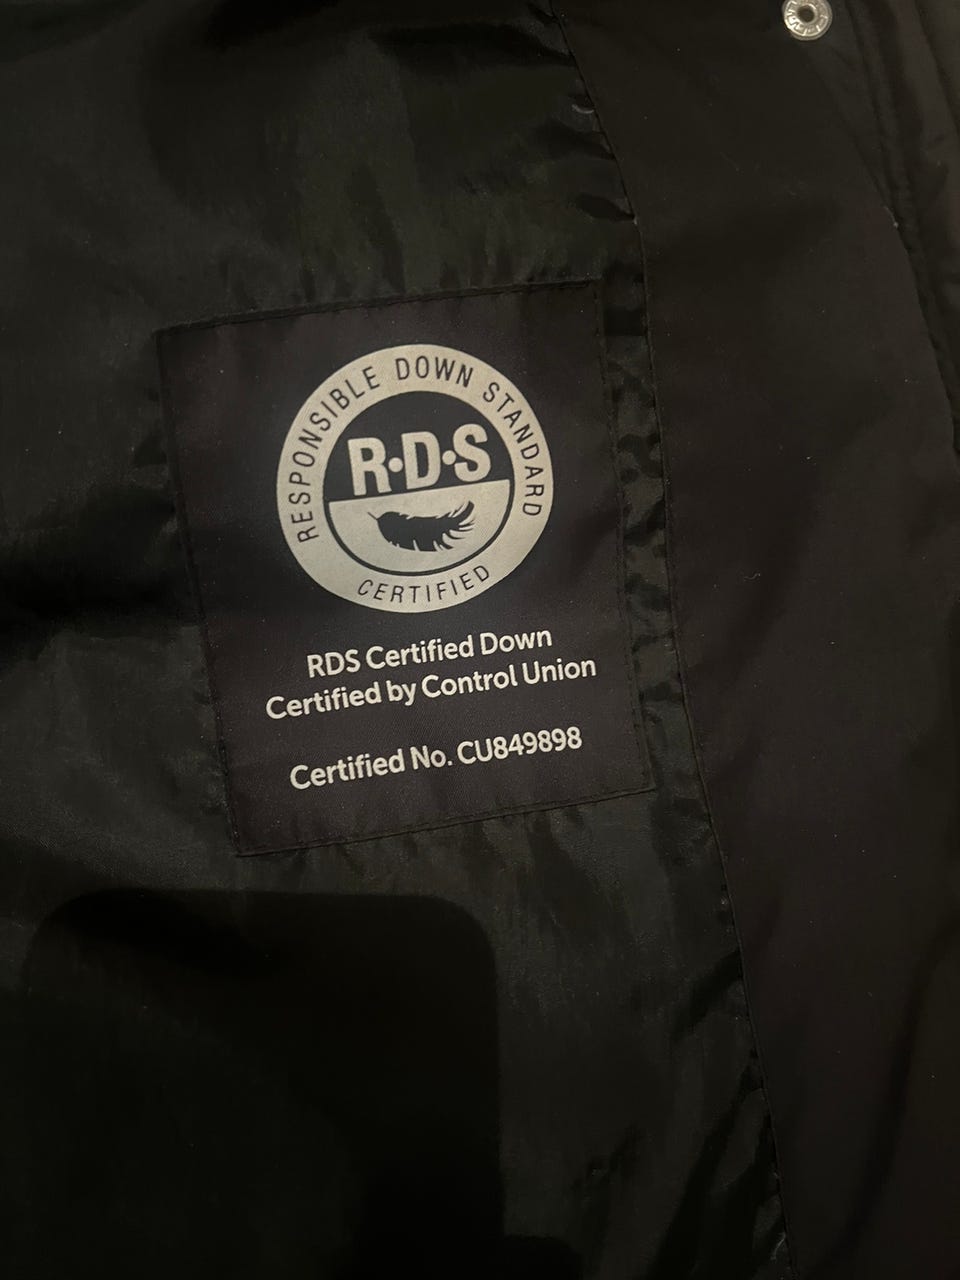 RESPONSIBLE DOWN STANDARD
R·D·S
CERTIFIED
RDS Certified Down
Certified by Control Union
Certified No. CU849898